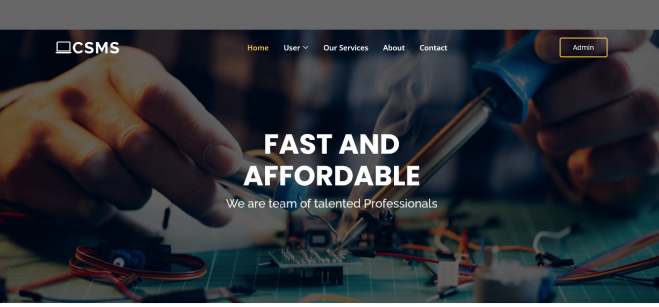 CSMS
Home
User
Our Services
About
Contact
Admin
FAST AND
AFFORDABLE
We are team of talented Professionals